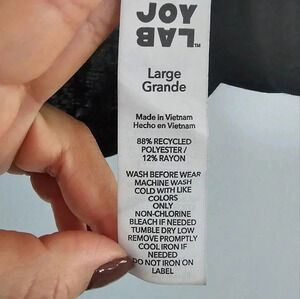 JOY
LAB™
Large
Grande
Made in Vietnam
Hecho en Vietnam
88% RECYCLED
POLYESTER /
12% RAYON
WASH BEFORE WEAR
MACHINE WASH
COLD WITH LIKE
COLORS
ONLY
NON-CHLORINE
BLEACH IF NEEDED
TUMBLE DRY LOW
REMOVE PROMPTLY
COOL IRON IF
NEEDED
DO NOT IRON ON
LABEL